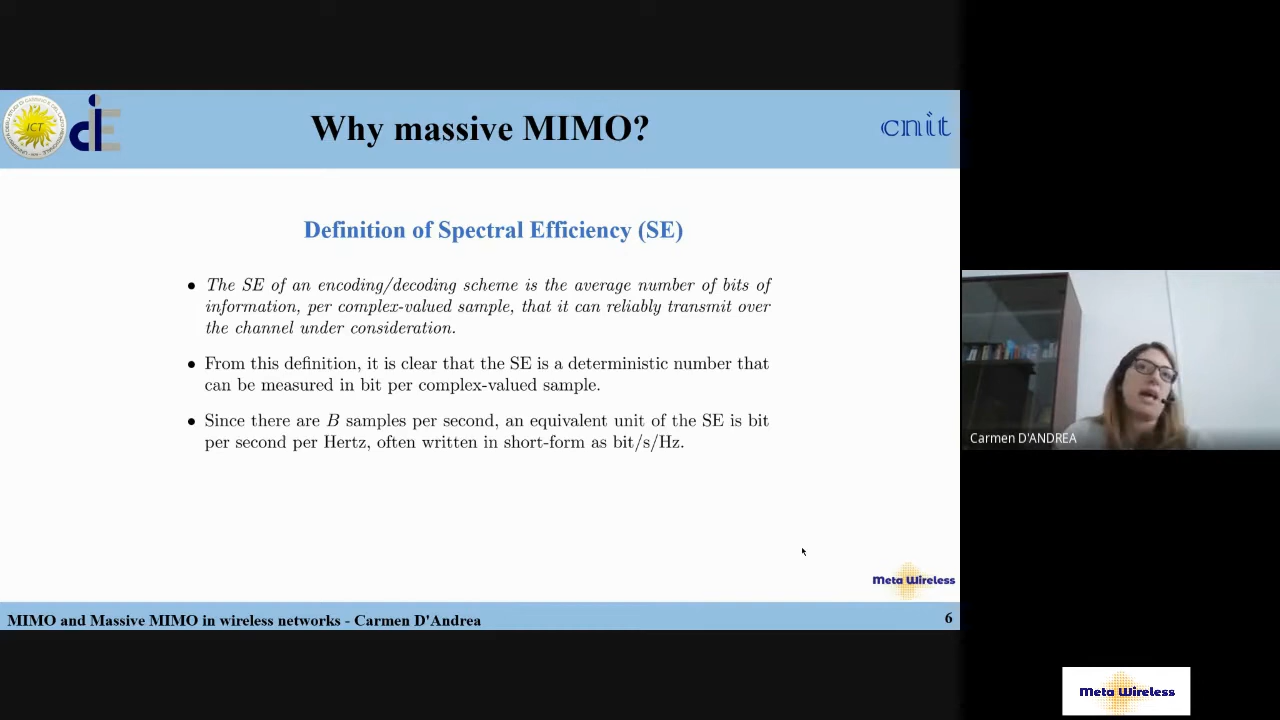 Why massive MIMO?
cnit
Definition of Spectral Efficiency (SE)
• The SE of an encoding/decoding scheme is the average number of bits of
information, per complex-valued sample, that it can reliably transmit over
the channel under consideration.
• From this definition, it is clear that the SE is a deterministic number that
can be measured in bit per complex-valued sample.
• Since there are B samples per second, an equivalent unit of the SE is bit
per second per Hertz, often written in short-form as bit/s/Hz.
Carmen D'ANDREA
Meta Wireless
MIMO and Massive MIMO in wireless networks - Carmen D'Andrea
6
Meta Wireless